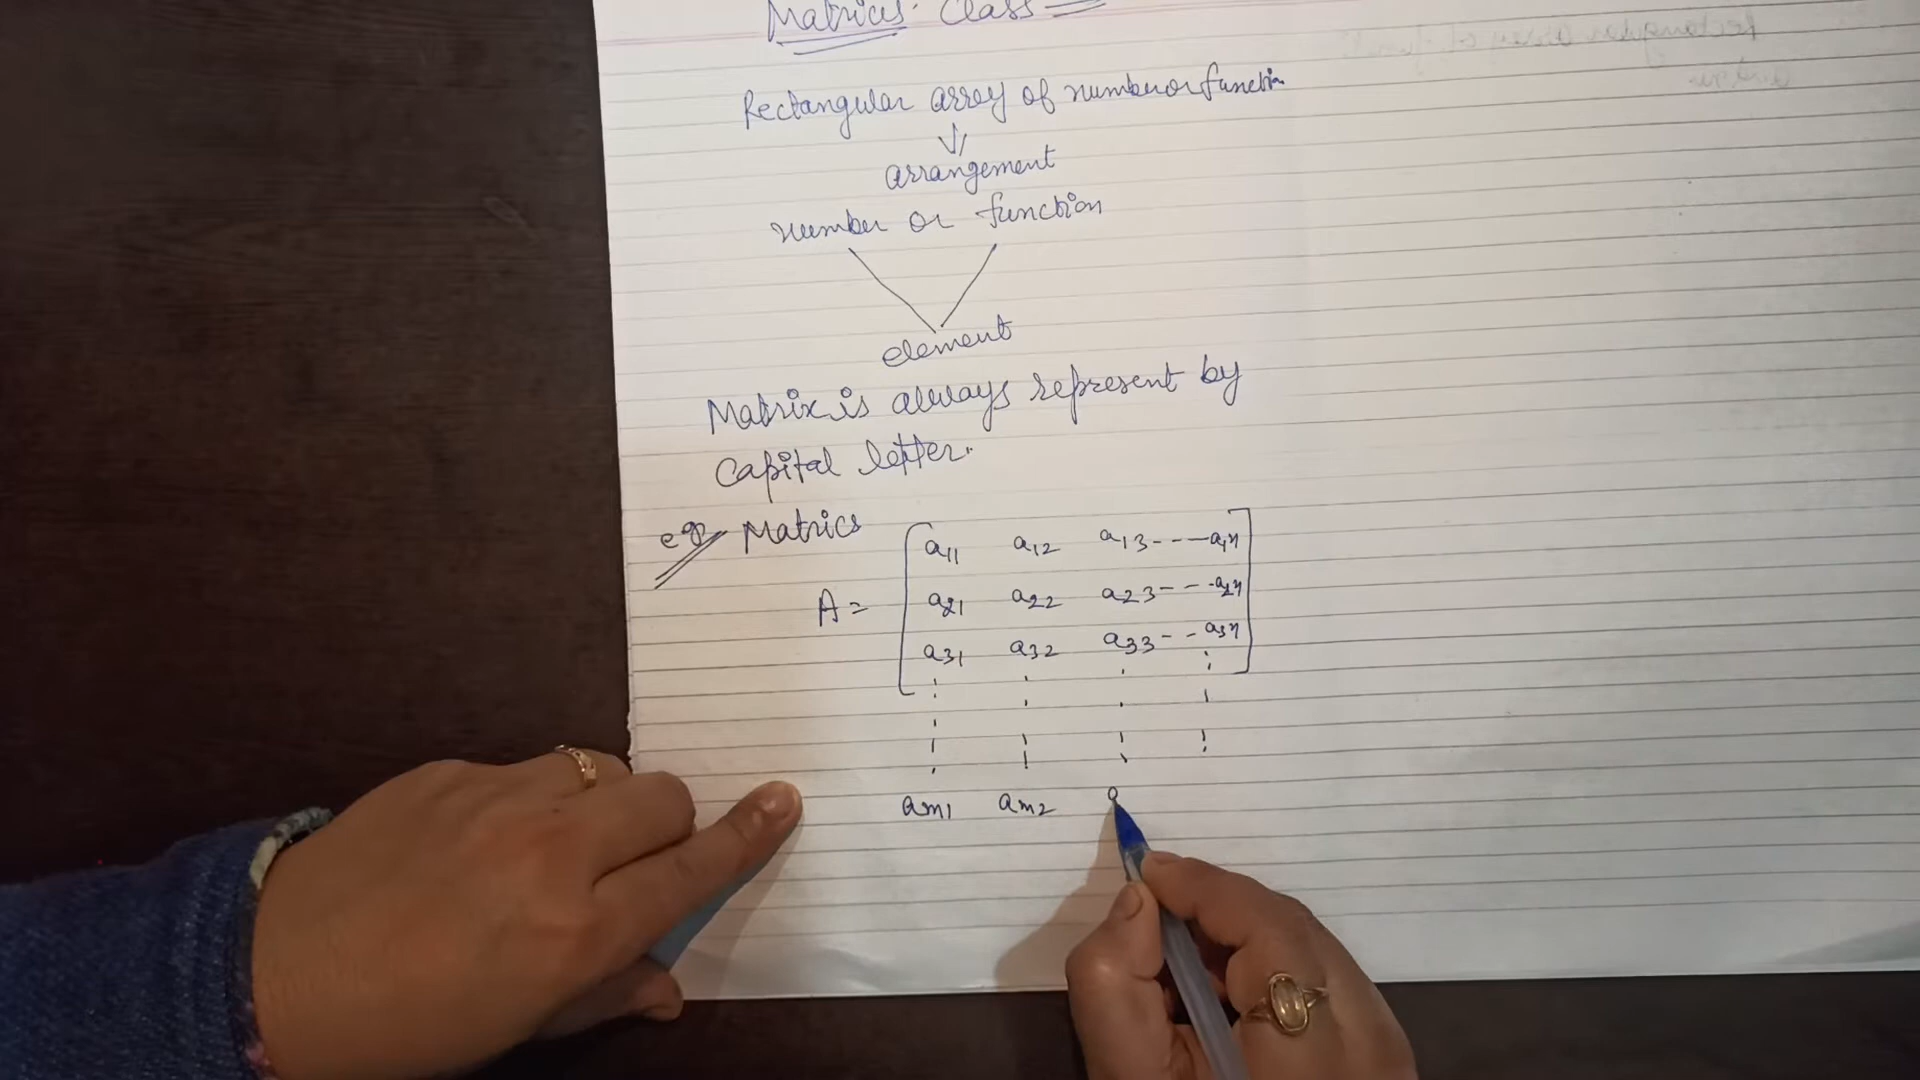 Matrices. Class
Rectangular array of number or function
arrangement
number or function
element
Matrix is always represent by
Capital letter.
eg. Matrics
a11 a12 a13 - - - a1n
A = a21 a22 a23 - - - a2n
a31 a32 a33 - - a3n
am1 am2 a